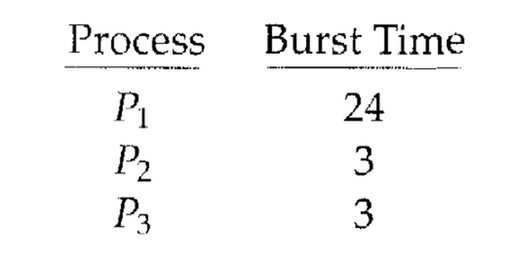 Process Burst Time
P₁ 24
P₂ 3
P₃ 3